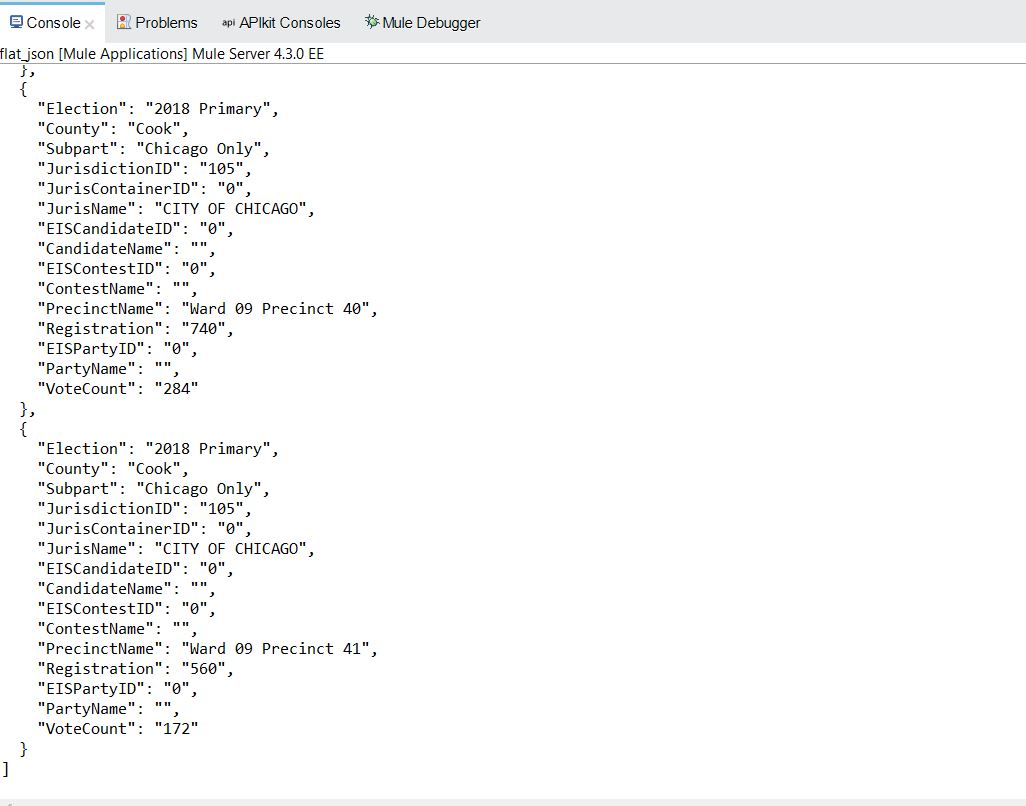 Console Problems api APIkit Consoles Mule Debugger
flat_json [Mule Applications] Mule Server 4.3.0 EE
},
{
"Election": "2018 Primary",
"County": "Cook",
"Subpart": "Chicago Only",
"JurisdictionID": "105",
"JurisContainerID": "0",
"JurisName": "CITY OF CHICAGO",
"EISCandidateID": "0",
"CandidateName": "",
"EISContestID": "0",
"ContestName": "",
"PrecinctName": "Ward 09 Precinct 40",
"Registration": "740",
"EISPartyID": "0",
"PartyName": "",
"VoteCount": "284"
},
{
"Election": "2018 Primary",
"County": "Cook",
"Subpart": "Chicago Only",
"JurisdictionID": "105",
"JurisContainerID": "0",
"JurisName": "CITY OF CHICAGO",
"EISCandidateID": "0",
"CandidateName": "",
"EISContestID": "0",
"ContestName": "",
"PrecinctName": "Ward 09 Precinct 41",
"Registration": "560",
"EISPartyID": "0",
"PartyName": "",
"VoteCount": "172"
}
]